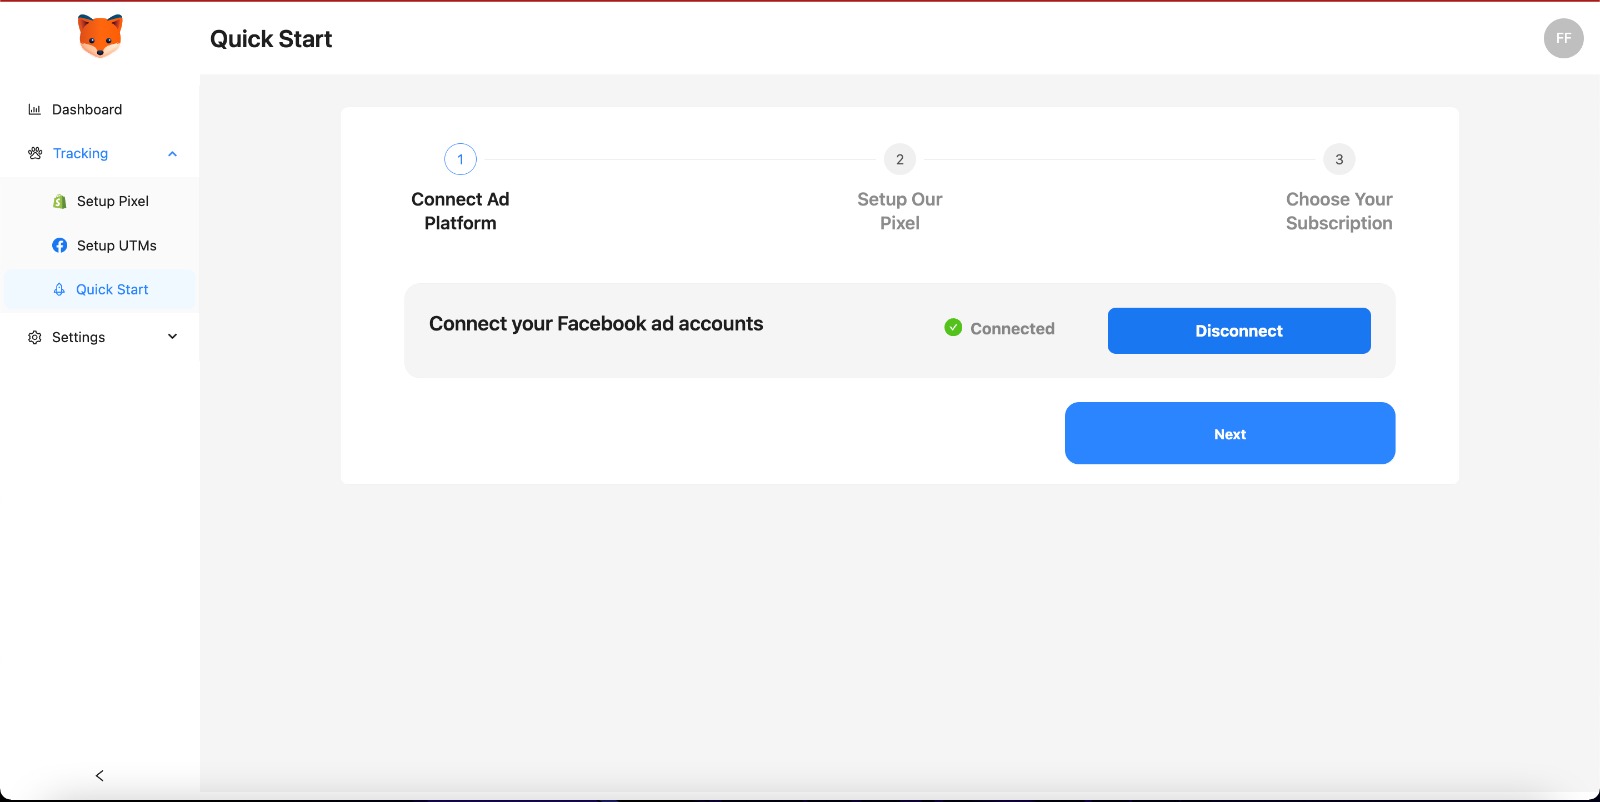 Quick Start
FF
Dashboard
Tracking
Setup Pixel
Setup UTMs
Quick Start
Settings
1
Connect Ad
Platform
2
Setup Our
Pixel
3
Choose Your
Subscription
Connect your Facebook ad accounts
Connected
Disconnect
Next